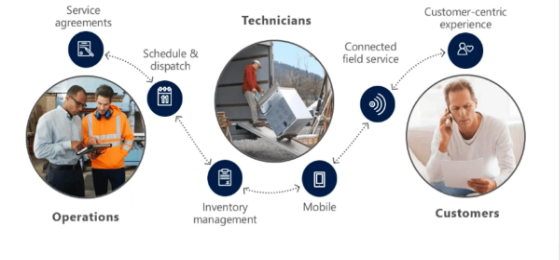 Service
agreements
Schedule &
dispatch
Operations
Technicians
Inventory
management
Mobile
Connected
field service
Customer-centric
experience
Customers